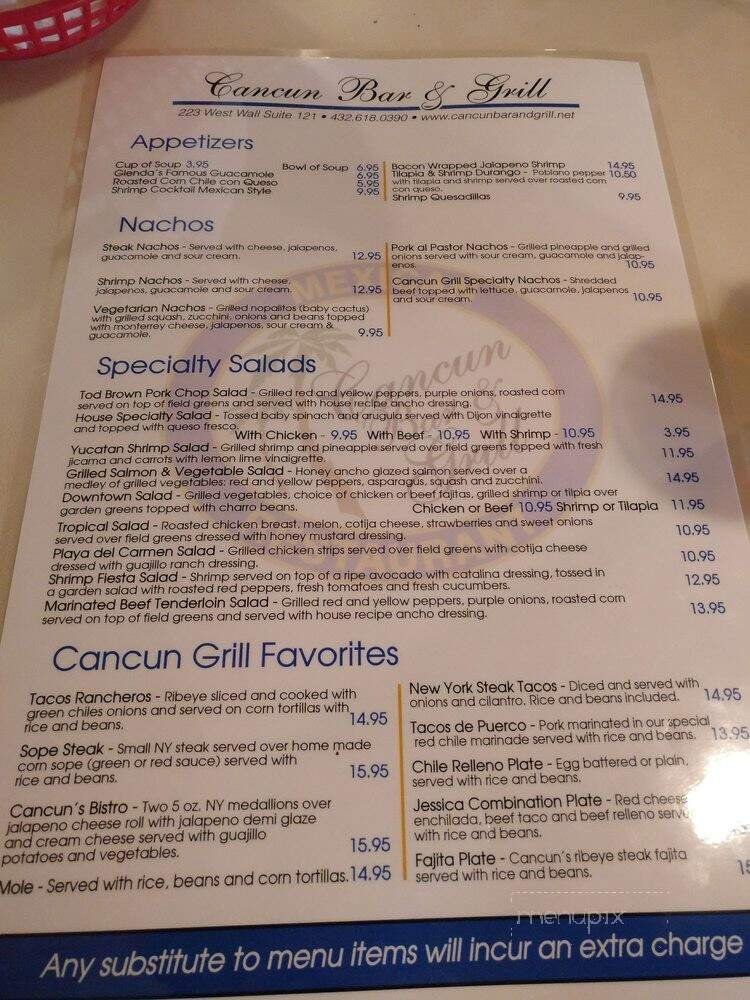 Cancun Bar & Grill
223 West Wall Suite 121 • 432.618.0390 • www.cancunbarandgrill.net
Appetizers
Cup of Soup 3.95 Bowl of Soup 6.95
Glenda's Famous Guacamole 6.95
Roasted Corn Chile con Queso 5.95
Shrimp Cocktail Mexican Style 9.95
Bacon Wrapped Jalapeno Shrimp 14.95
Tilapia & Shrimp Durango - Poblano pepper 10.50
with tilapia and shrimp served over roasted corn
con queso.
Shrimp Quesadillas 9.95
Nachos
Steak Nachos - Served with cheese, jalapenos,
guacamole and sour cream. 12.95
Shrimp Nachos - Served with cheese,
jalapenos, guacamole and sour cream. 12.95
Vegetarian Nachos - Grilled nopalitos (baby cactus)
with grilled squash, zucchini, onions and beans topped
with monterrey cheese, jalapenos, sour cream &
guacamole. 9.95
Pork al Pastor Nachos - Grilled pineapple and grilled
onions served with sour cream, guacamole and jalap-
enos. 10.95
Cancun Grill Specialty Nachos - Shredded
beef topped with lettuce, guacamole, jalapenos
and sour cream. 10.95
Specialty Salads
Tod Brown Pork Chop Salad - Grilled red and yellow peppers, purple onions, roasted corn
served on top of field greens and served with house recipe ancho dressing. 14.95
House Specialty Salad - Tossed baby spinach and arugula served with Dijon vinaigrette
and topped with queso fresco. With Chicken - 9.95 With Beef - 10.95 With Shrimp - 10.95 3.95
Yucatan Shrimp Salad - Grilled shrimp and pineapple served over field greens topped with fresh
jicama and carrots with lemon lime vinaigrette. 11.95
Grilled Salmon & Vegetable Salad - Honey ancho glazed salmon served over a
medley of grilled vegetables: red and yellow peppers, asparagus, squash and zucchini. 14.95
Downtown Salad - Grilled vegetables, choice of chicken or beef fajitas, grilled shrimp or tilpia over
garden greens topped with charro beans. Chicken or Beef 10.95 Shrimp or Tilapia 11.95
Tropical Salad - Roasted chicken breast, melon, cotija cheese, strawberries and sweet onions
served over field greens dressed with honey mustard dressing. 10.95
Playa del Carmen Salad - Grilled chicken strips served over field greens with cotija cheese
dressed with guajillo ranch dressing. 10.95
Shrimp Fiesta Salad - Shrimp served on top of a ripe avocado with catalina dressing, tossed in
a garden salad with roasted red peppers, fresh tomatoes and fresh cucumbers. 12.95
Marinated Beef Tenderloin Salad - Grilled red and yellow peppers, purple onions, roasted corn
served on top of field greens and served with house recipe ancho dressing. 13.95
Cancun Grill Favorites
Tacos Rancheros - Ribeye sliced and cooked with
green chiles onions and served on corn tortillas with
rice and beans. 14.95
Sope Steak - Small NY steak served over home made
corn sope (green or red sauce) served with
rice and beans. 15.95
Cancun's Bistro - Two 5 oz. NY medallions over
jalapeno cheese roll with jalapeno demi glaze
and cream cheese served with guajillo
potatoes and vegetables. 15.95
Mole - Served with rice, beans and corn tortillas. 14.95
New York Steak Tacos - Diced and served with
onions and cilantro. Rice and beans included. 14.95
Tacos de Puerco - Pork marinated in our special
red chile marinade served with rice and beans. 13.95
Chile Relleno Plate - Egg battered or plain,
served with rice and beans.
Jessica Combination Plate - Red cheese
enchilada, beef taco and beef relleno
with rice and beans.
Fajita Plate - Cancun's ribeye steak fajita
served with rice and beans.
menupix
Any substitute to menu items will incur an extra charge